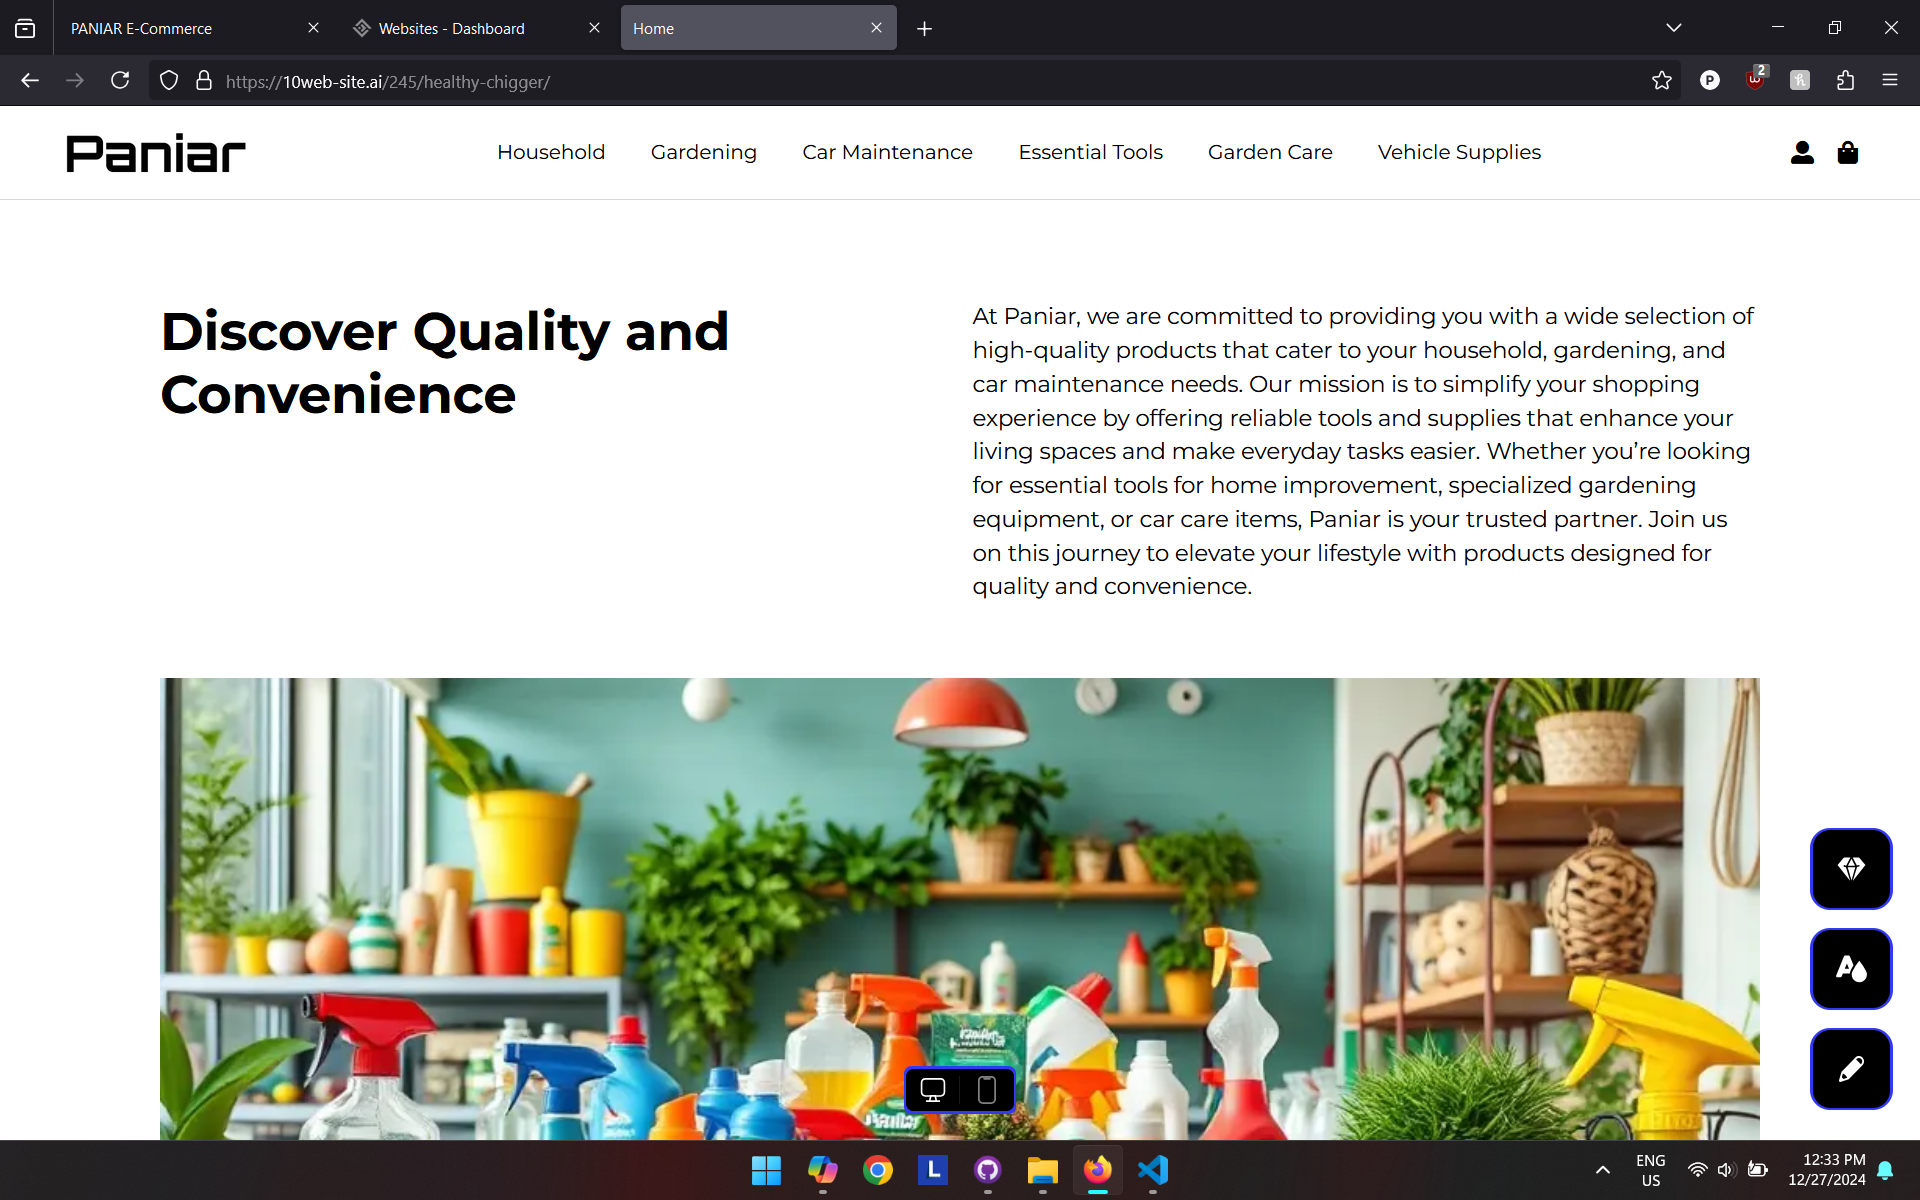 PANIAR E-Commerce
Websites - Dashboard
Home
https://10web-site.ai/245/healthy-chigger/
2
Paniar
Household
Gardening
Car Maintenance
Essential Tools
Garden Care
Vehicle Supplies
Discover Quality and
Convenience
At Paniar, we are committed to providing you with a wide selection of
high-quality products that cater to your household, gardening, and
car maintenance needs. Our mission is to simplify your shopping
experience by offering reliable tools and supplies that enhance your
living spaces and make everyday tasks easier. Whether you’re looking
for essential tools for home improvement, specialized gardening
equipment, or car care items, Paniar is your trusted partner. Join us
on this journey to elevate your lifestyle with products designed for
quality and convenience.
ENG
US
12:33 PM
12/27/2024